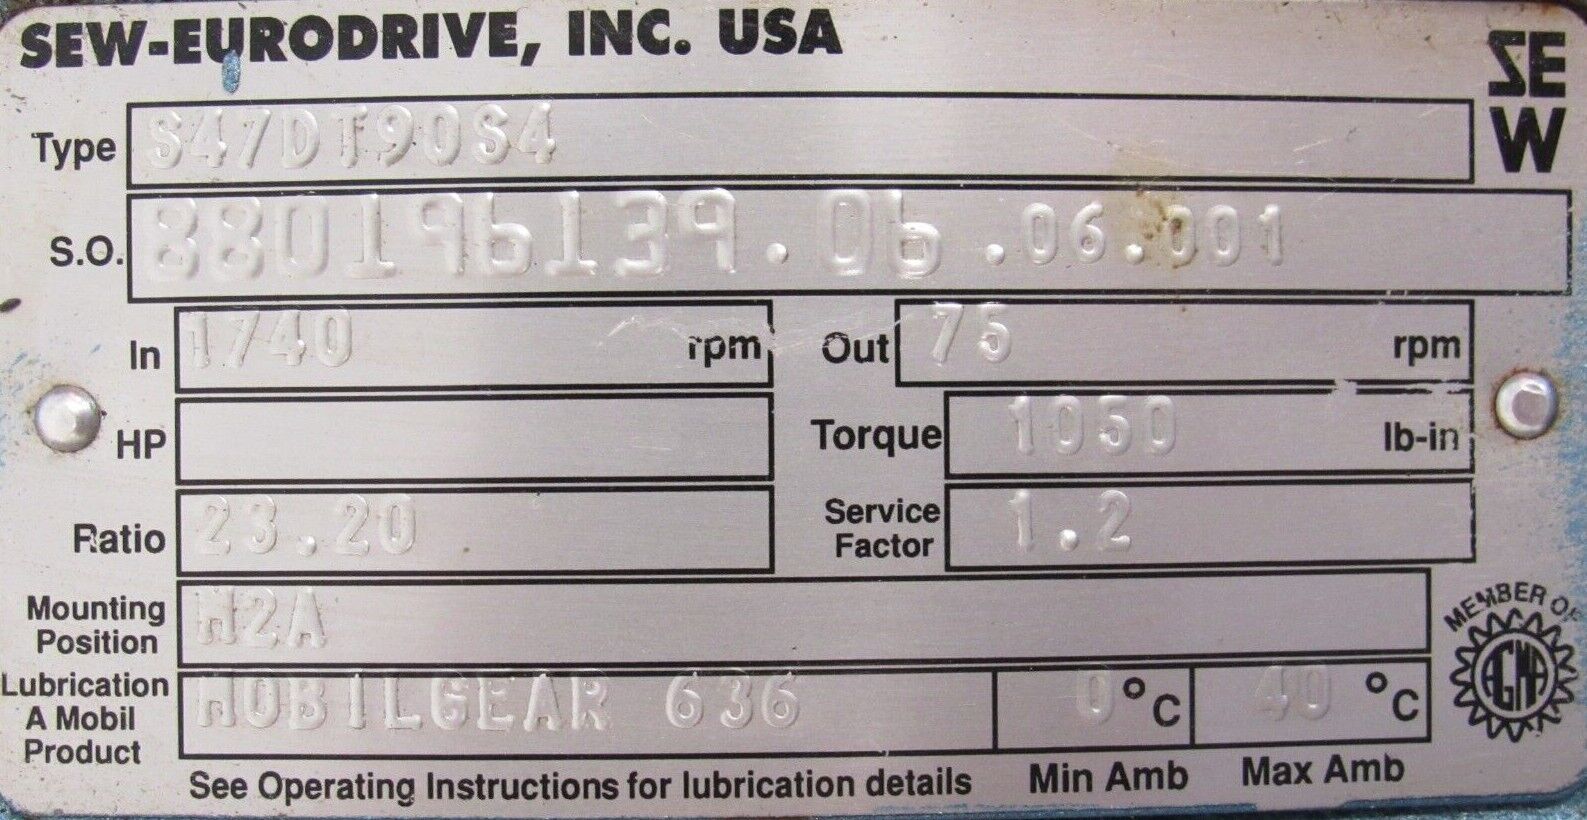 SEW-EURODRIVE, INC. USA
SEW
Type S47DT90S4
S.O. 880196139.06.06.001
In 1740 rpm Out 75 rpm
HP Torque 1050 lb-in
Ratio 23.20 Service Factor 1.2
Mounting Position M2A
Lubrication A Mobil Product MOBILGEAR 636 0°C 40°C
See Operating Instructions for lubrication details Min Amb Max Amb
MEMBER OF
AGMA